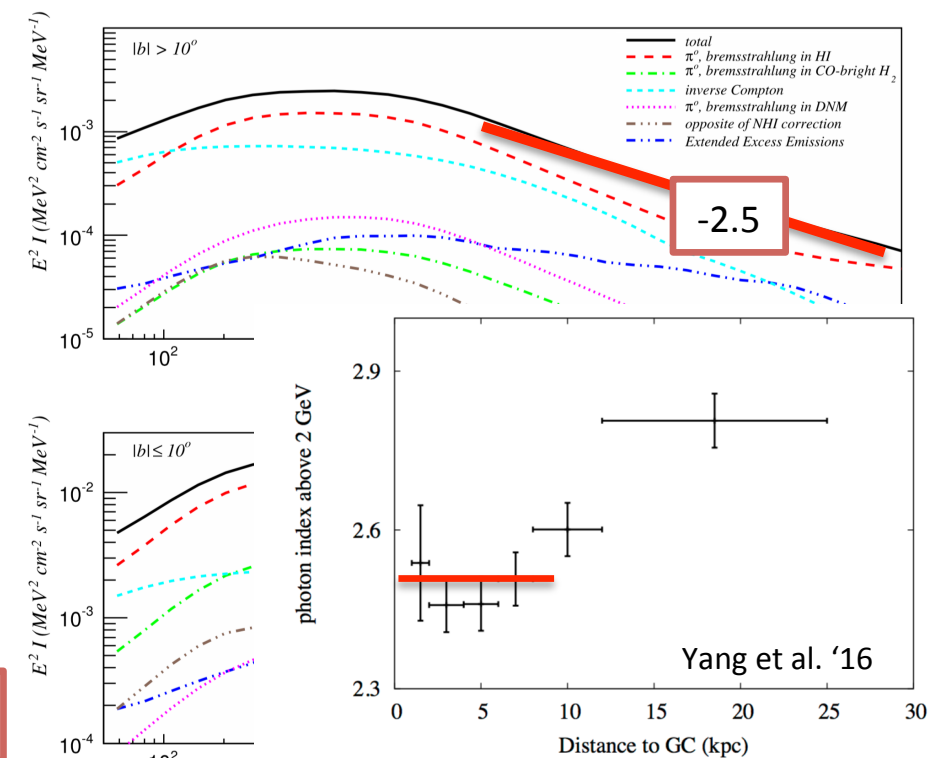 |b| > 10°
total
π°, bremsstrahlung in HI
π°, bremsstrahlung in CO-bright H₂
inverse Compton
π°, bremsstrahlung in DNM
opposite of NHI correction
Extended Excess Emissions
E² I (MeV² cm⁻² s⁻¹ sr⁻¹ MeV⁻¹)
10⁻³
10⁻⁴
10⁻⁵
10²
-2.5
|b| ≤ 10°
E² I (MeV² cm⁻² s⁻¹ sr⁻¹ MeV⁻¹)
10⁻²
10⁻³
10⁻⁴
photon index above 2 GeV
2.9
2.6
2.3
Yang et al. ‘16
0 5 10 15 20 25 30
Distance to GC (kpc)